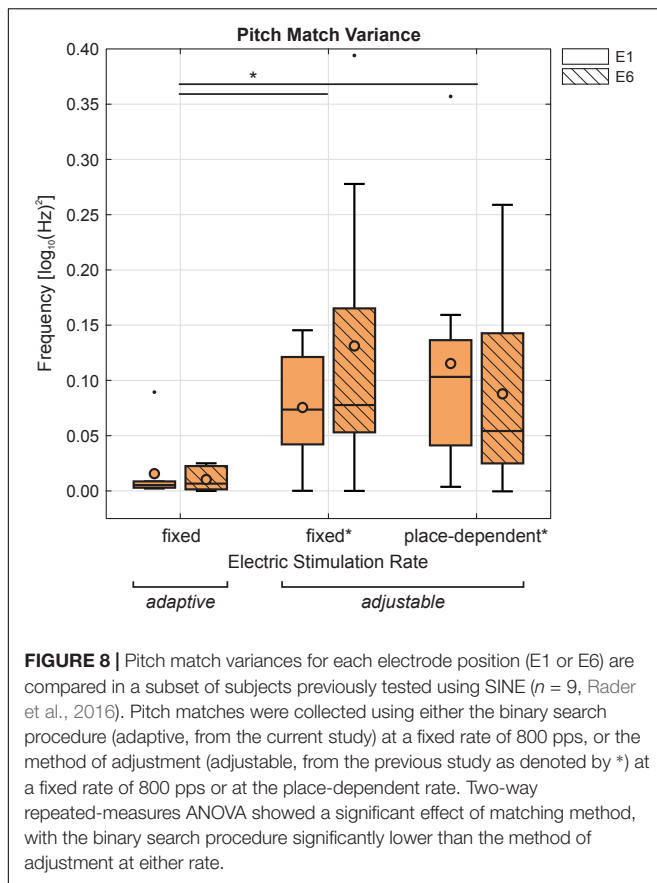 Pitch Match Variance
E1
E6
*
0.40
0.35
0.30
0.25
0.20
0.15
0.10
0.05
0.00
Frequency [log10(Hz)2]
fixed fixed* place-dependent*
Electric Stimulation Rate
adaptive adjustable
FIGURE 8 | Pitch match variances for each electrode position (E1 or E6) are
compared in a subset of subjects previously tested using SINE (n = 9, Rader
et al., 2016). Pitch matches were collected using either the binary search
procedure (adaptive, from the current study) at a fixed rate of 800 pps, or the
method of adjustment (adjustable, from the previous study as denoted by *) at
a fixed rate of 800 pps or at the place-dependent rate. Two-way
repeated-measures ANOVA showed a significant effect of matching method,
with the binary search procedure significantly lower than the method of
adjustment at either rate.